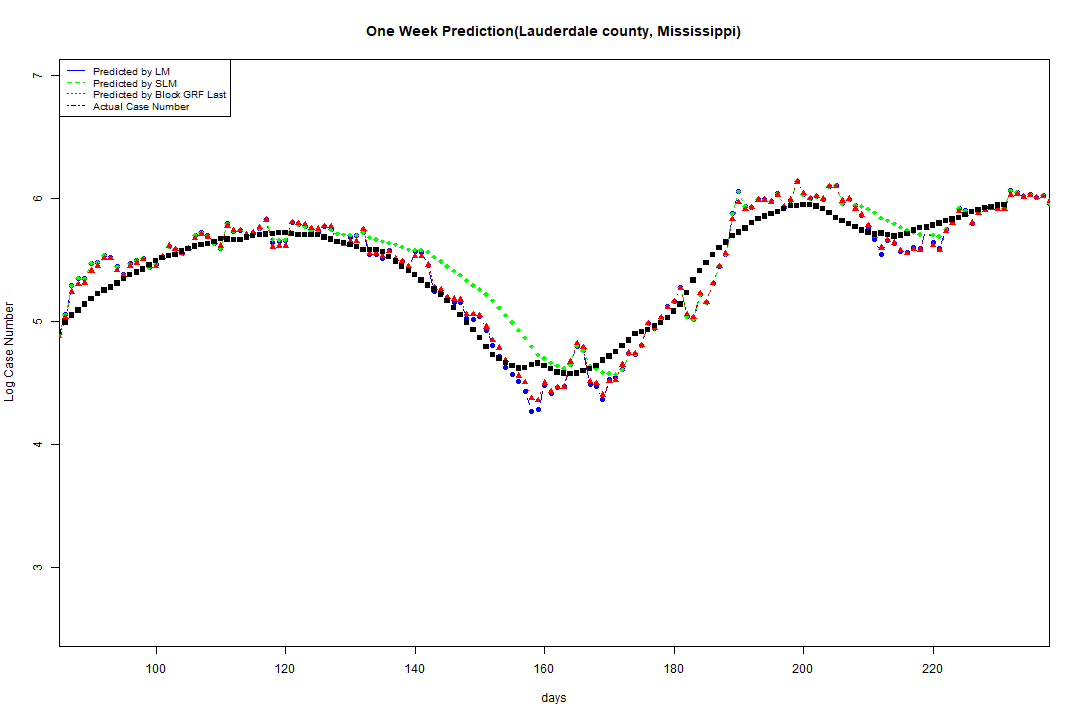 One Week Prediction(Lauderdale county, Mississippi)
Predicted by LM
Predicted by SLM
Predicted by Block GRF Last
Actual Case Number
7
6
5
4
3
Log Case Number
100 120 140 160 180 200 220
days